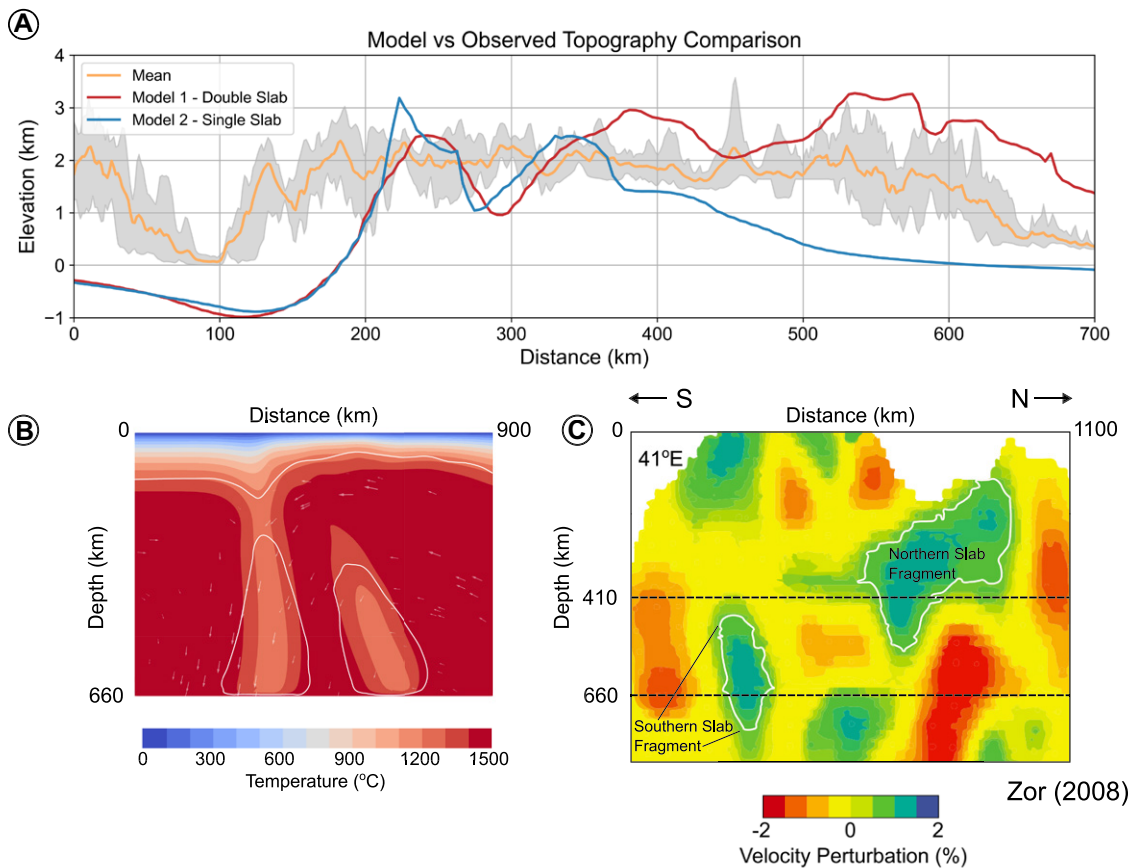 A
Model vs Observed Topography Comparison
Mean
Model 1 - Double Slab
Model 2 - Single Slab
4
3
2
1
0
−1
Elevation (km)
0 100 200 300 400 500 600 700
Distance (km)
B
Distance (km)
0 900
Depth (km)
660
0 300 600 900 1200 1500
Temperature (°C)
C
S N
Distance (km)
0 1100
41°E
Northern Slab
Fragment
410
Depth (km)
660
Southern Slab
Fragment
Zor (2008)
-2 0 2
Velocity Perturbation (%)